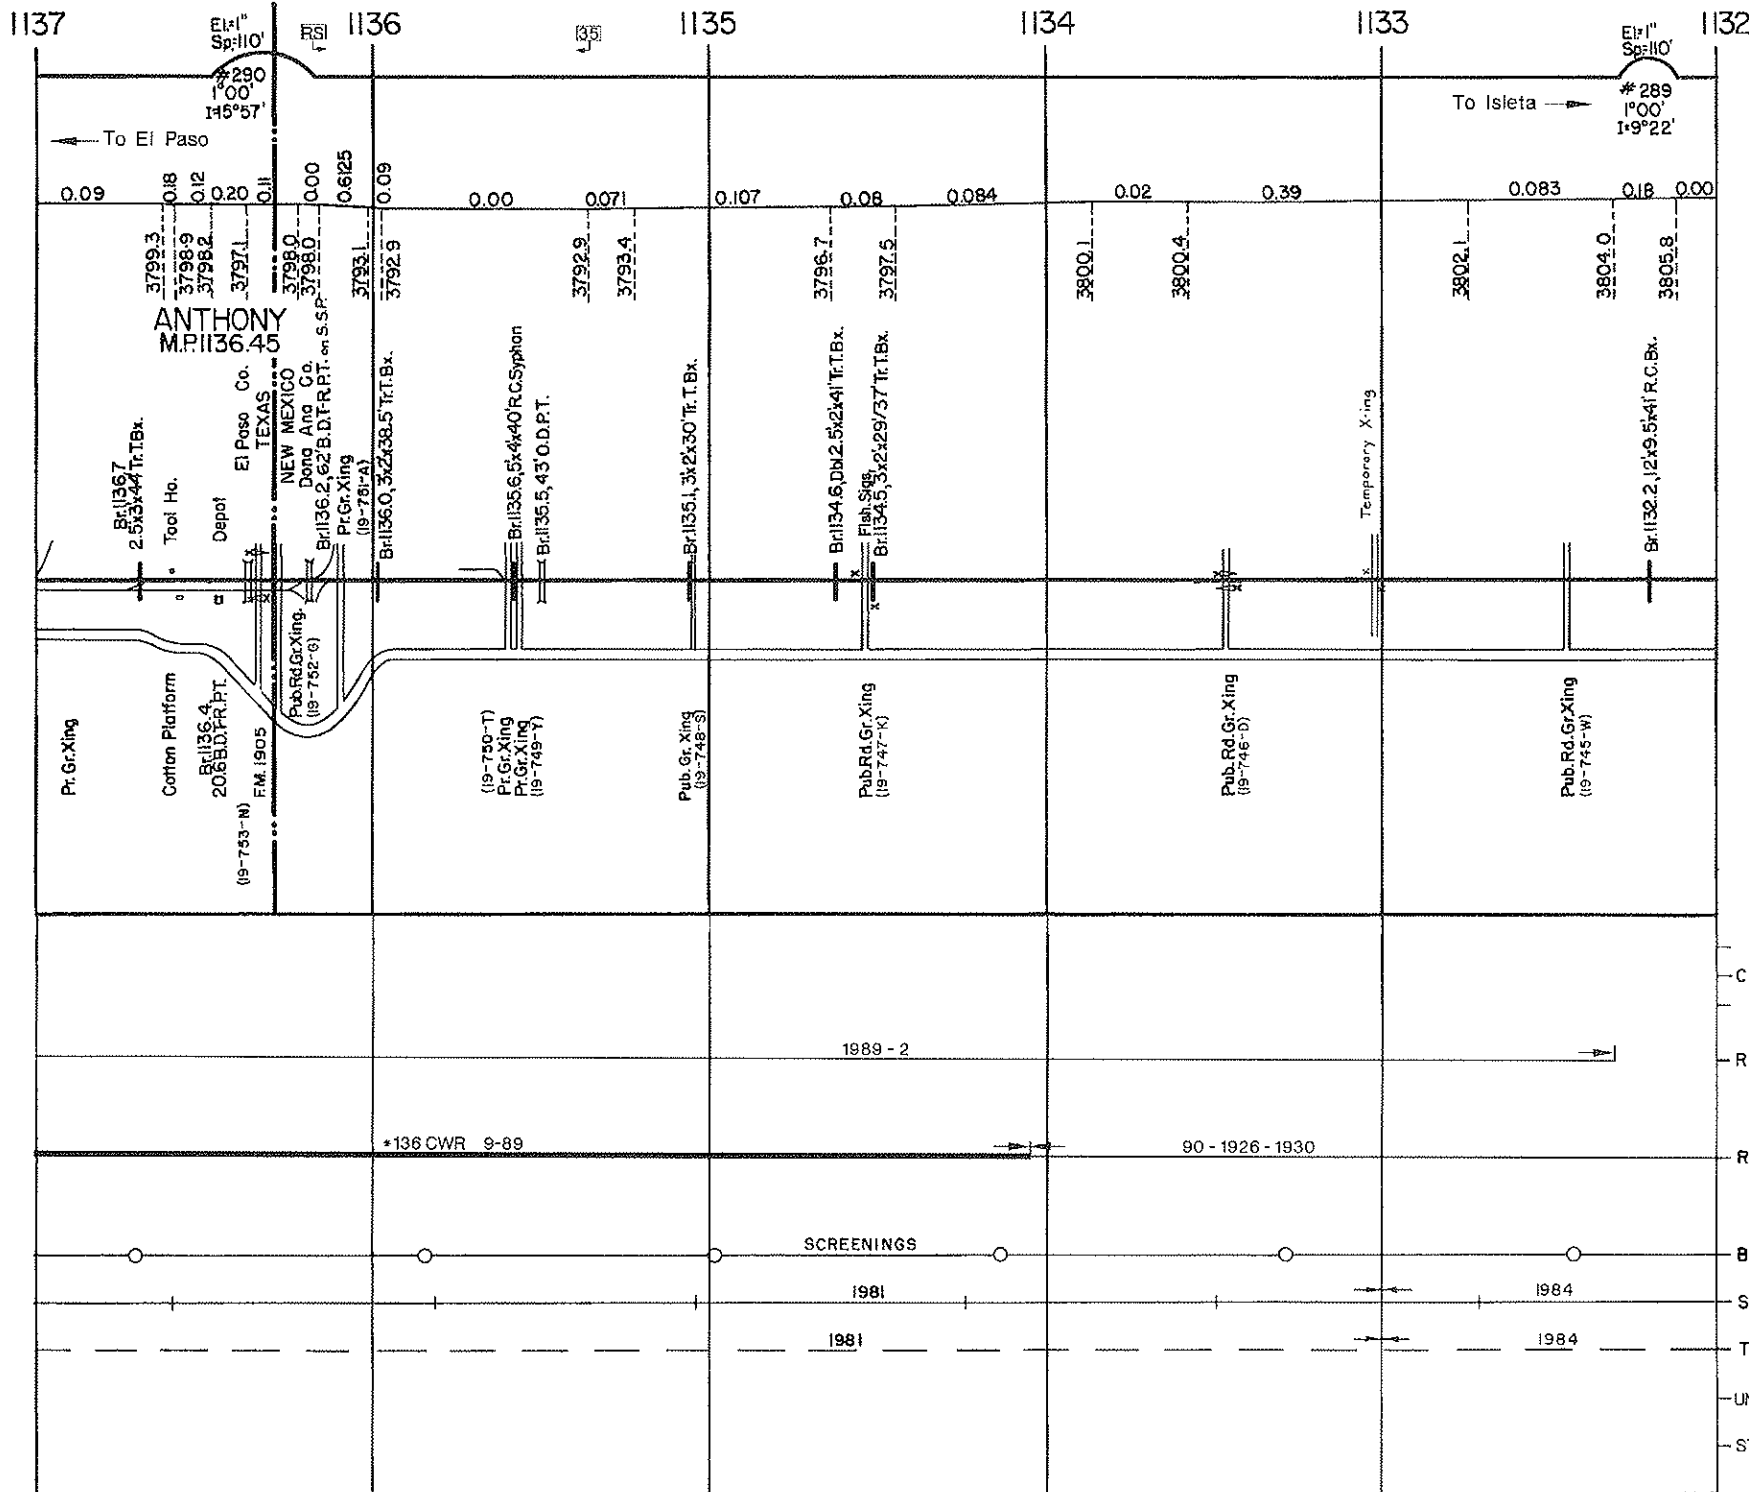 1137
1136
1135
1134
1133
1132
El=1"
Sp=110'
RSI
35
El=1"
Sp=110'
#290
1°00'
I=15°57'
To Isleta
#289
1°00'
I=9°22'
To El Paso
0.09
0.18
0.12
0.20
0.11
0.00
0.6125
0.09
0.00
0.071
0.107
0.08
0.084
0.02
0.39
0.083
0.18
0.00
3799.3
3798.9
3798.2
3797.1
3798.0
3798.0
3793.1
3792.9
3792.9
3793.4
3796.7
3797.5
3800.1
3800.4
3802.1
3804.0
3805.8
ANTHONY
M.P.1136.45
Br.1136.7
2.5'x3'x44'Tr.T.Bx.
Tool Ho.
Depot
El Paso Co.
TEXAS
NEW MEXICO
Dona Ana Co.
Br.1136.2,62'B.D.T-R.P.T. on S.S.P.
Pr.Gr.Xing
(19-751-A)
Br.1136.0,3'x2'x38.5'Tr.T.Bx.
Br.1135.6,5'x4'x40'R.C.Syphon
Br.1135.5,43'O.D.P.T.
Br.1135.1,3'x2'x30'Tr.T.Bx.
Br.1134.6,Dbl.2.5'x2'x41'Tr.T.Bx.
Flsh.Sigs.
Br.1134.5,3'x2'x29'/37'Tr.T.Bx.
Temporary X-ing
Br.1132.2,12'x9.5'x41'R.C.Bx.
Pr.Gr.Xing
Cotton Platform
Br.1136.4
20.6'B.D.T-R.P.T.
(19-753-N)
F.M. 1905
Pub.Rd.Gr.Xing.
(19-752-G)
(19-750-T)
Pr.Gr.Xing
Pr.Gr.Xing
(19-749-Y)
Pub.Gr.Xing
(19-748-S)
Pub.Rd.Gr.Xing
(19-747-K)
Pub.Rd.Gr.Xing
(19-746-D)
Pub.Rd.Gr.Xing
(19-745-W)
C
1989-2
R
*136 CWR 9-89
90-1926-1930
R
SCREENINGS
B
1981
1984
S
1981
1984
T
UN
ST